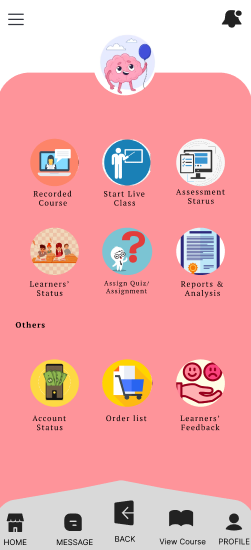 Recorded
Course
Start Live
Class
Assessment
Starus
Learners'
Status
Assign Quiz/
Assignment
Reports &
Analysis
Others
Account
Status
Order list
Learners'
Feedback
HOME
MESSAGE
BACK
View Course
PROFILE